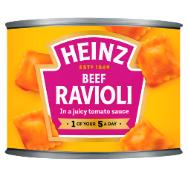 HEINZ
ESTD 1869
BEEF
RAVIOLI
In a juicy tomato sauce
1 OF YOUR 5 A DAY